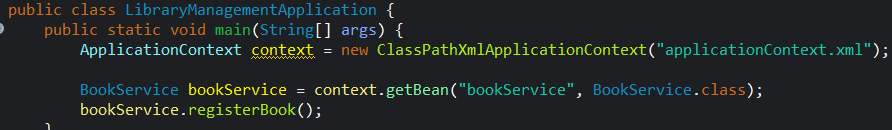 public class LibraryManagementApplication {
public static void main(String[] args) {
ApplicationContext context = new ClassPathXmlApplicationContext("applicationContext.xml");
BookService bookService = context.getBean("bookService", BookService.class);
bookService.registerBook();
}